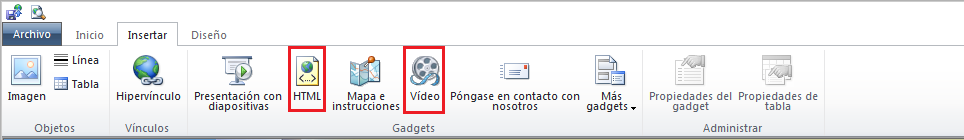 Archivo Inicio Insertar Diseño
Imagen
Línea
Tabla
Hipervínculo
Presentación con
diapositivas
HTML
Mapa e
instrucciones
Vídeo
Póngase en contacto con
nosotros
Más
gadgets
Propiedades del
gadget
Propiedades de
tabla
Objetos Vínculos Gadgets Administrar